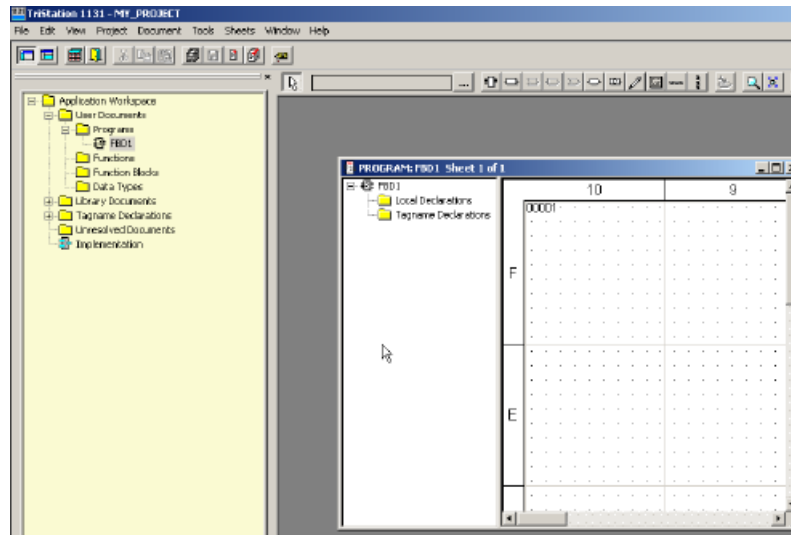 TriStation 1131 - MY_PROJECT
File Edit View Project Document Tools Sheets Window Help
...
Application Workspace
User Documents
Programs
FBD1
Functions
Function Blocks
Data Types
Library Documents
Tagname Declarations
Unresolved Documents
Implementation
PROGRAM: FBD1 Sheet 1 of 1
FBD1
Local Declarations
Tagname Declarations
10 9
00001
F
E